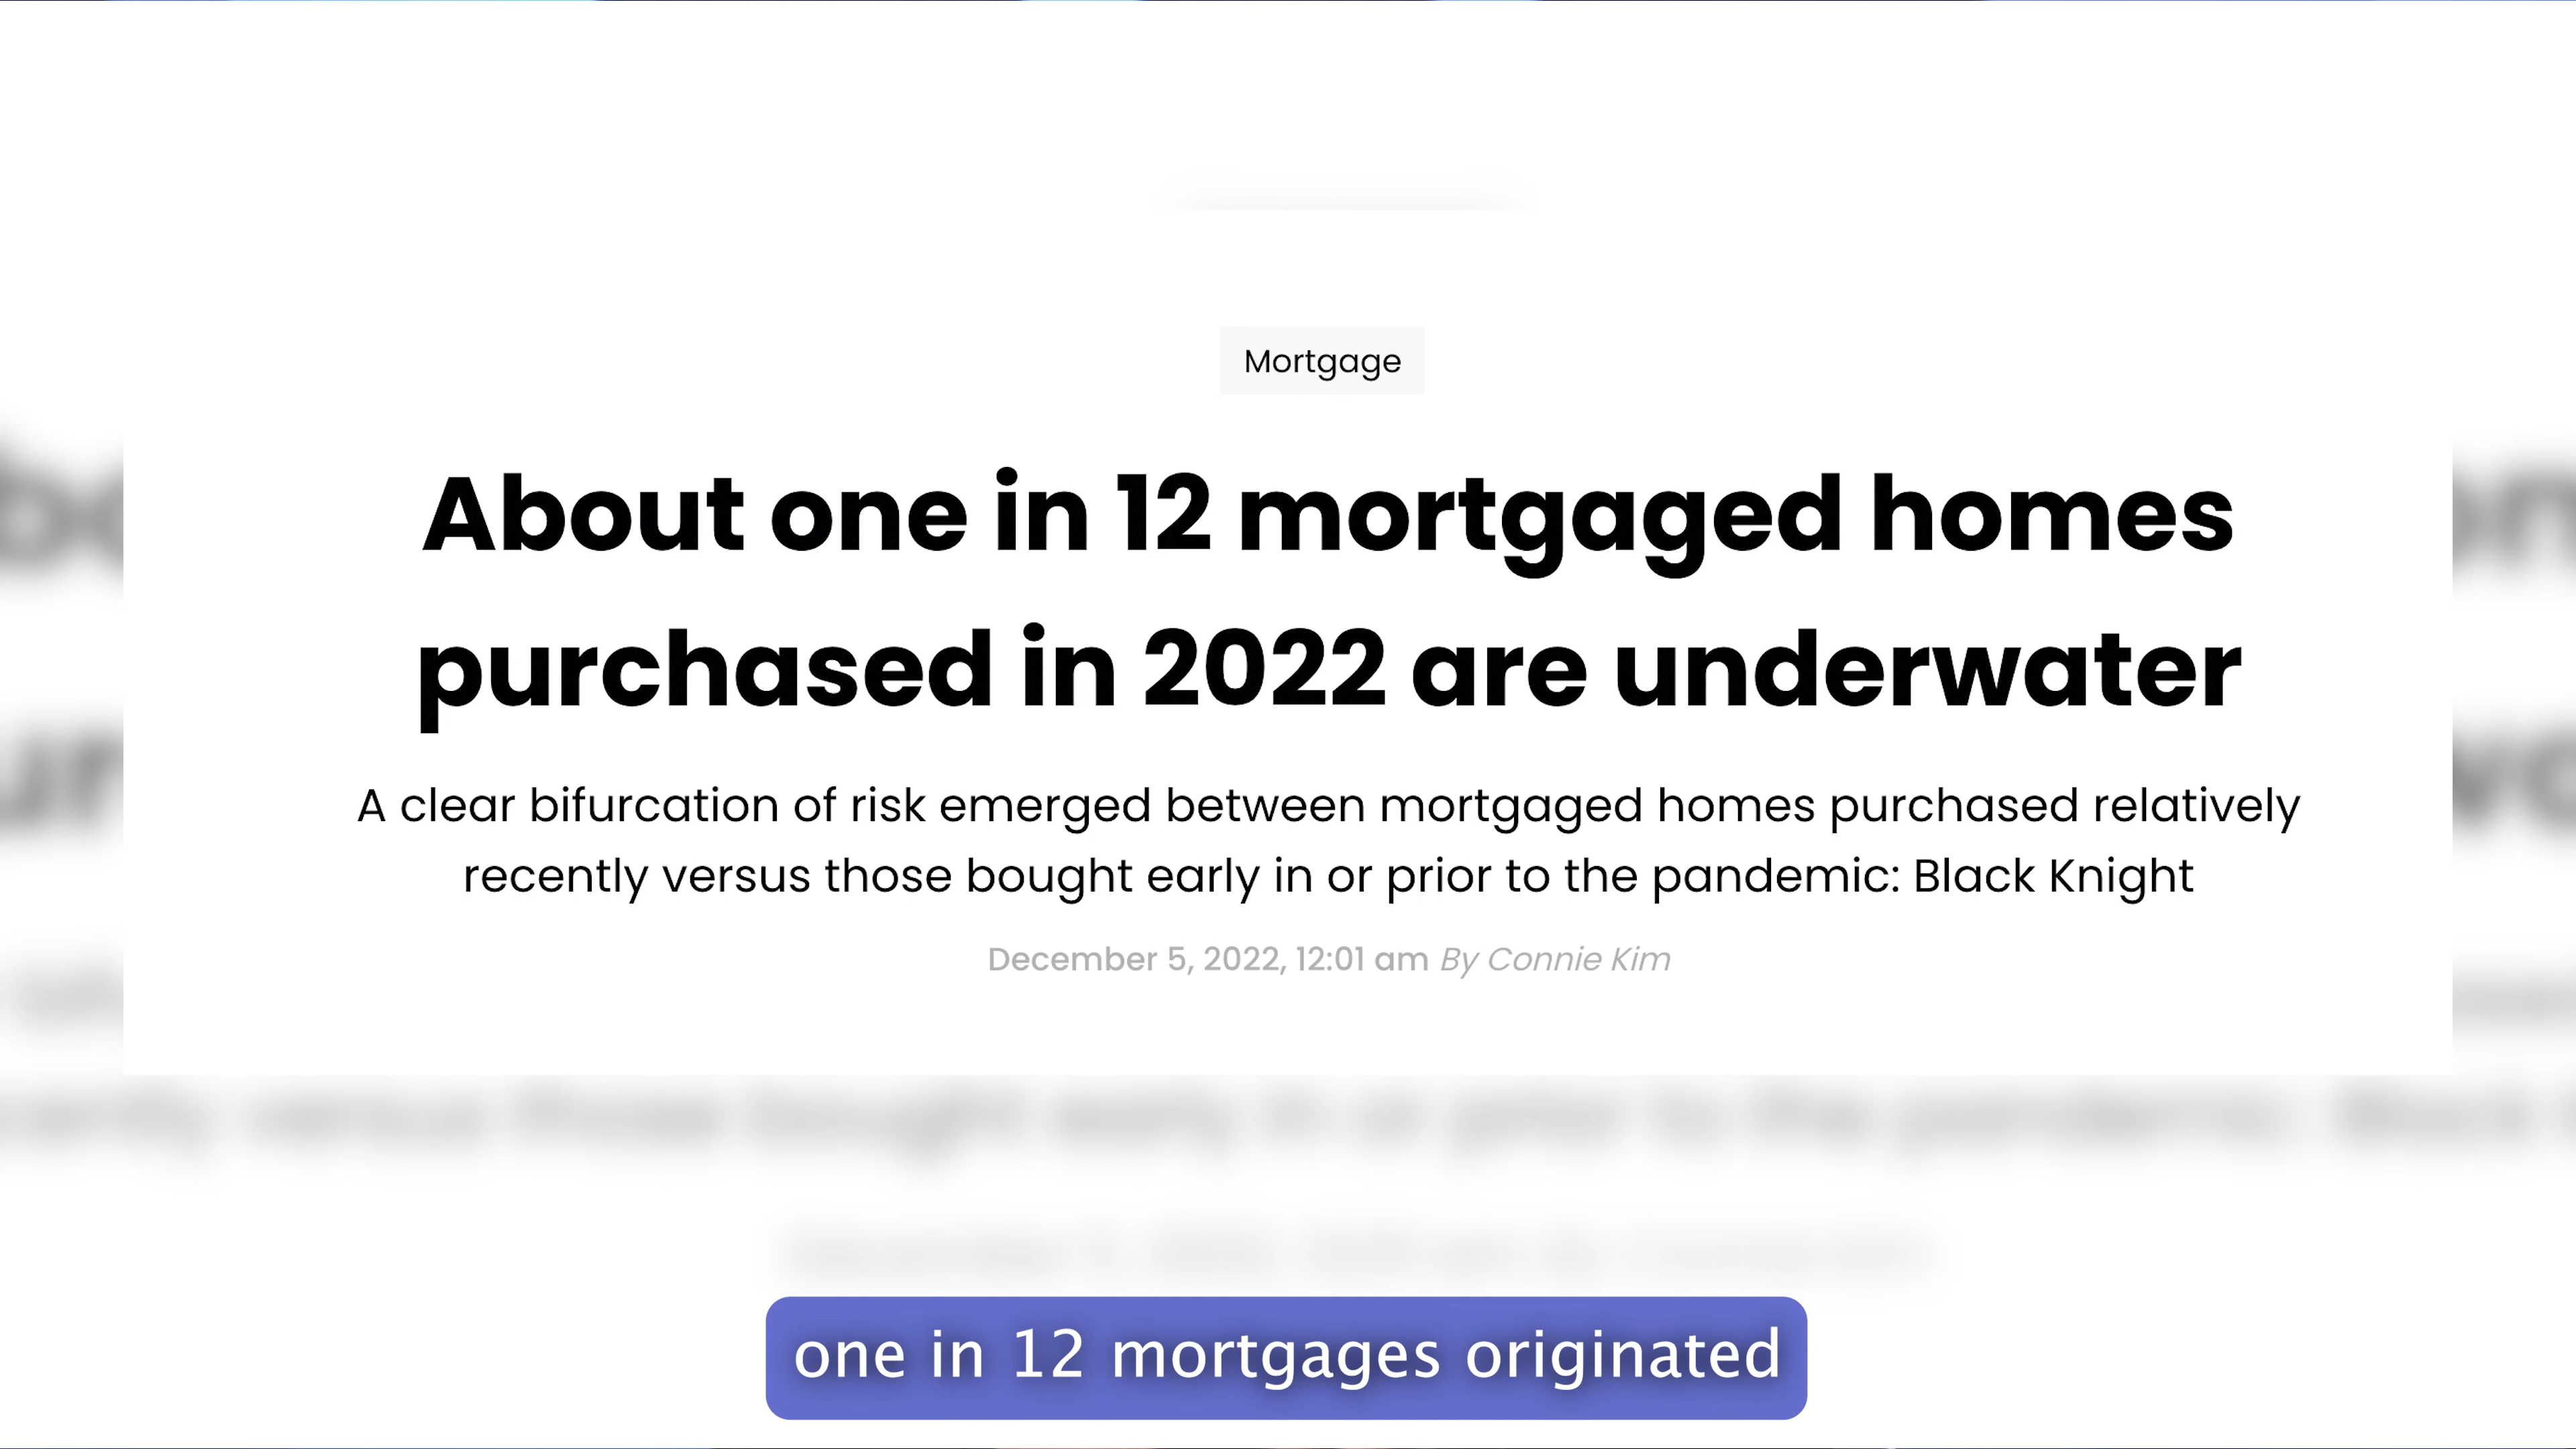 Mortgage
About one in 12 mortgaged homes
purchased in 2022 are underwater
A clear bifurcation of risk emerged between mortgaged homes purchased relatively
recently versus those bought early in or prior to the pandemic: Black Knight
December 5, 2022, 12:01 am By Connie Kim
one in 12 mortgages originated